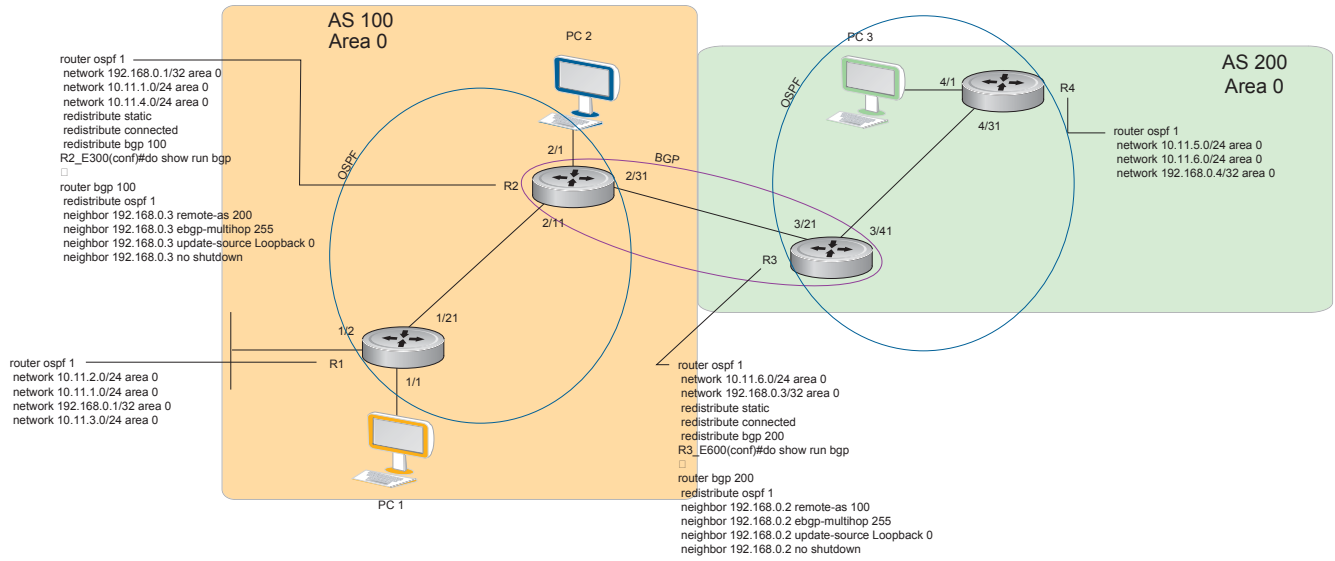 AS 100
Area 0
PC 2
router ospf 1
network 192.168.0.1/32 area 0
network 10.11.1.0/24 area 0
network 10.11.4.0/24 area 0
redistribute static
redistribute connected
redistribute bgp 100
R2_E300(conf)#do show run bgp
router bgp 100
redistribute ospf 1
neighbor 192.168.0.3 remote-as 200
neighbor 192.168.0.3 ebgp-multihop 255
neighbor 192.168.0.3 update-source Loopback 0
neighbor 192.168.0.3 no shutdown
OSPF
2/1
R2
2/31
2/11
BGP
1/2
1/21
R1
1/1
PC 1
router ospf 1
network 10.11.2.0/24 area 0
network 10.11.1.0/24 area 0
network 192.168.0.1/32 area 0
network 10.11.3.0/24 area 0
PC 3
AS 200
Area 0
OSPF
4/1
R4
4/31
router ospf 1
network 10.11.5.0/24 area 0
network 10.11.6.0/24 area 0
network 192.168.0.4/32 area 0
3/21
3/41
R3
router ospf 1
network 10.11.6.0/24 area 0
network 192.168.0.3/32 area 0
redistribute static
redistribute connected
redistribute bgp 200
R3_E600(conf)#do show run bgp
router bgp 200
redistribute ospf 1
neighbor 192.168.0.2 remote-as 100
neighbor 192.168.0.2 ebgp-multihop 255
neighbor 192.168.0.2 update-source Loopback 0
neighbor 192.168.0.2 no shutdown